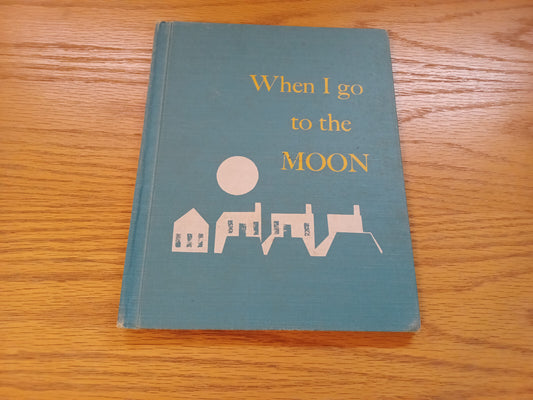 When I go
to the
MOON